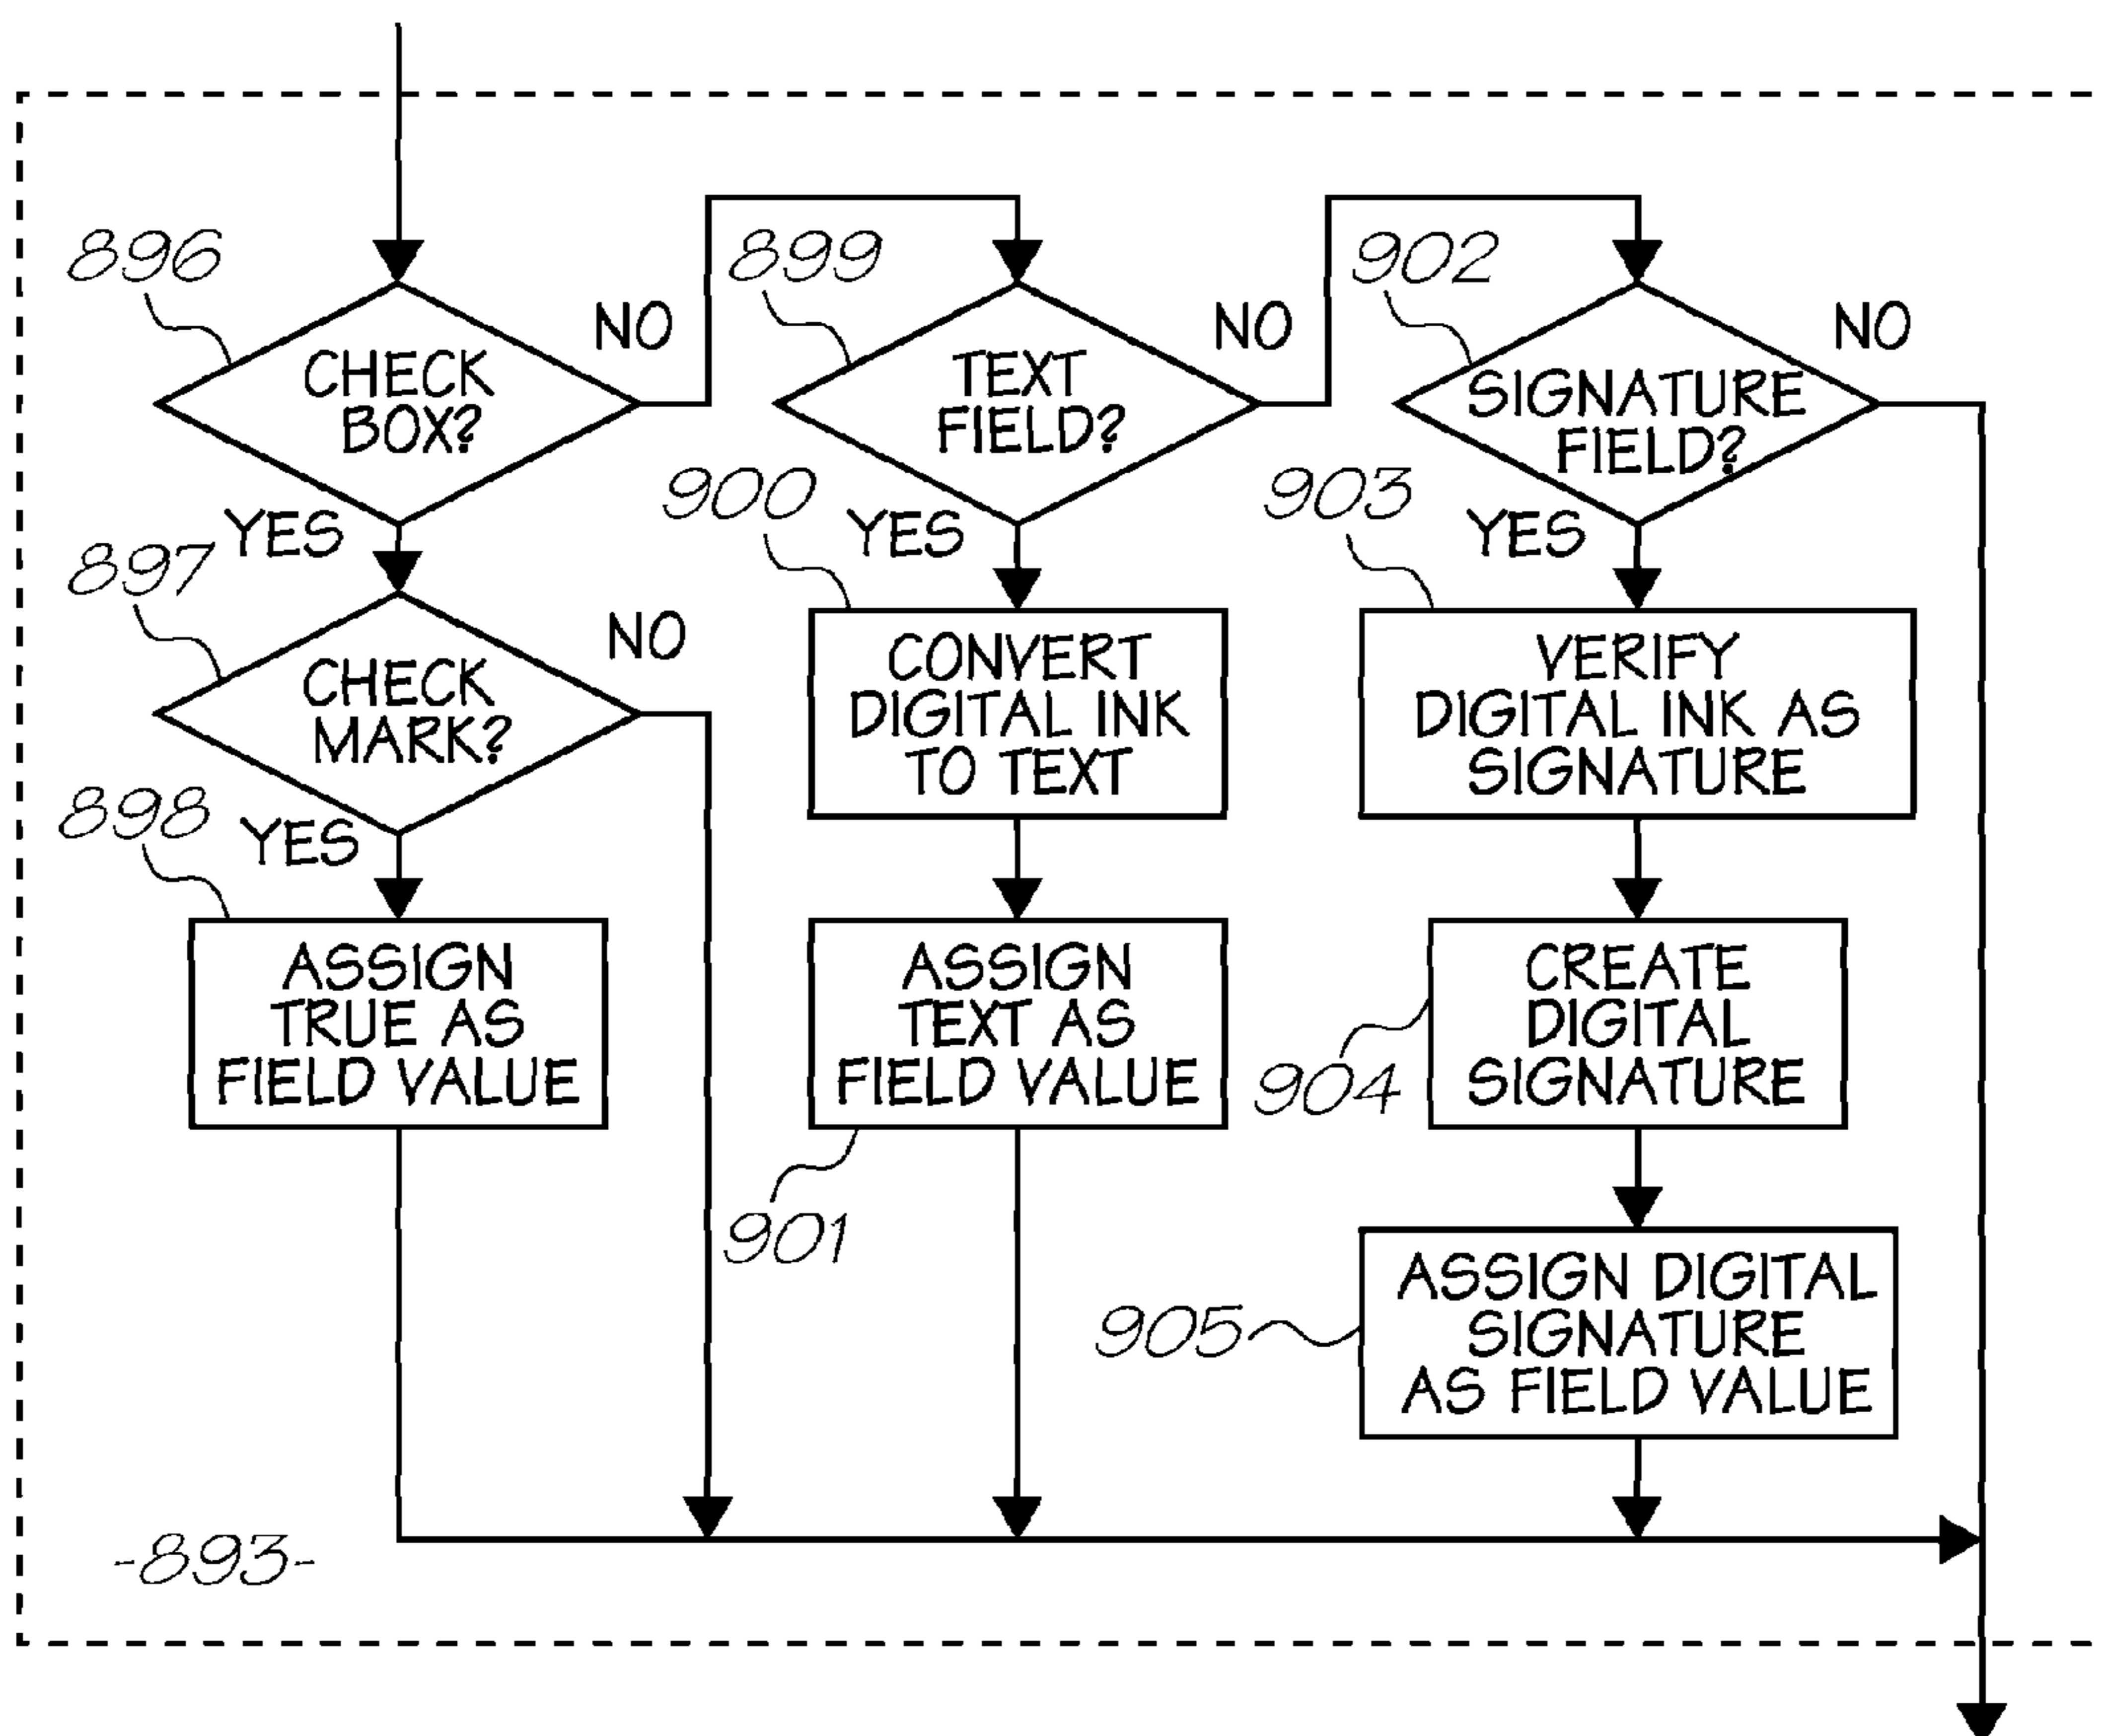 896
CHECK
BOX?
NO
YES
897
CHECK
MARK?
NO
YES
898
ASSIGN
TRUE AS
FIELD VALUE
899
TEXT
FIELD?
NO
YES
900
CONVERT
DIGITAL INK
TO TEXT
ASSIGN
TEXT AS
FIELD VALUE
901
902
SIGNATURE
FIELD?
NO
YES
903
VERIFY
DIGITAL INK AS
SIGNATURE
CREATE
DIGITAL
SIGNATURE
904
ASSIGN DIGITAL
SIGNATURE
AS FIELD VALUE
905
-893-